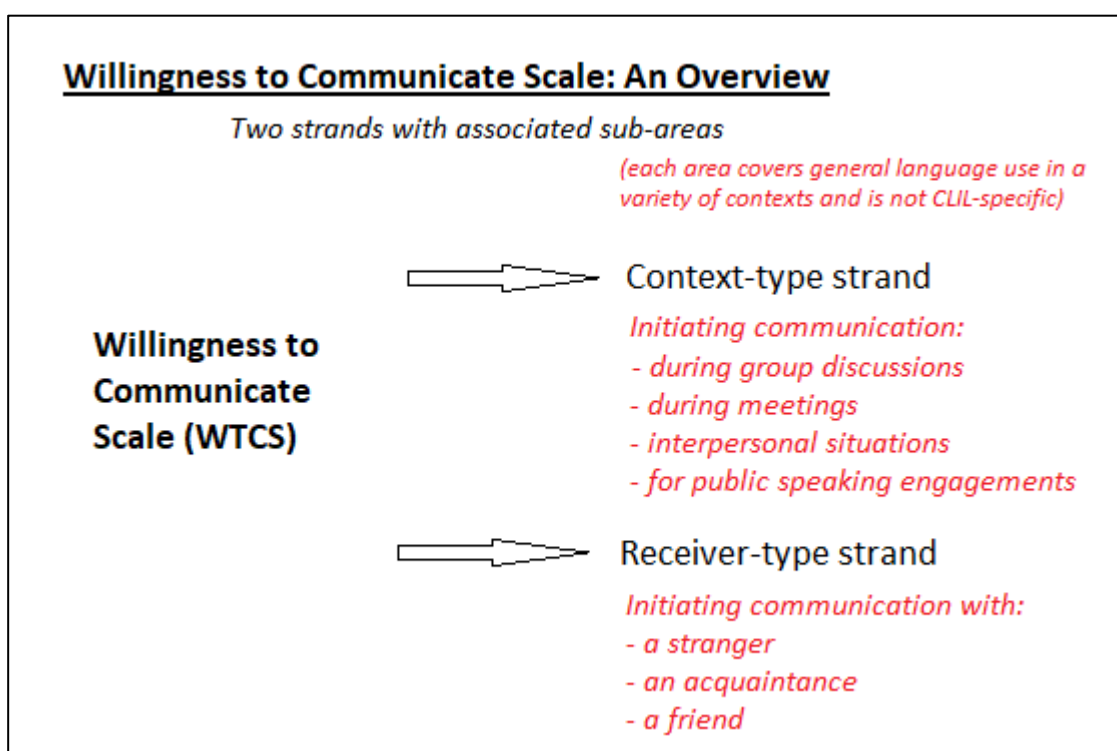 Willingness to Communicate Scale: An Overview
Two strands with associated sub-areas
(each area covers general language use in a
variety of contexts and is not CLIL-specific)
Context-type strand
Initiating communication:
- during group discussions
- during meetings
- interpersonal situations
- for public speaking engagements
Willingness to
Communicate
Scale (WTCS)
Receiver-type strand
Initiating communication with:
- a stranger
- an acquaintance
- a friend